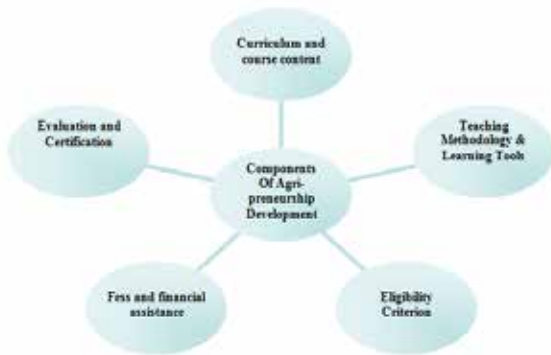 Curriculum and
course content
Evaluation and
Certification
Teaching
Methodology &
Learning Tools
Components
Of Agri-
preneurship
Development
Fess and financial
assistance
Eligibility
Criterion